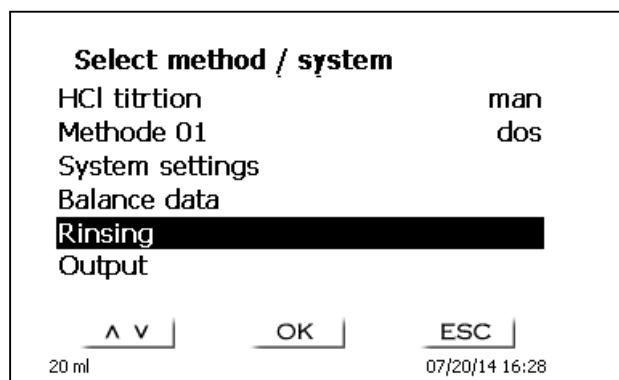 Select method / system
HCl titrtion man
Methode 01 dos
System settings
Balance data
Rinsing
Output
∧ ∨ OK ESC
20 ml 07/20/14 16:28